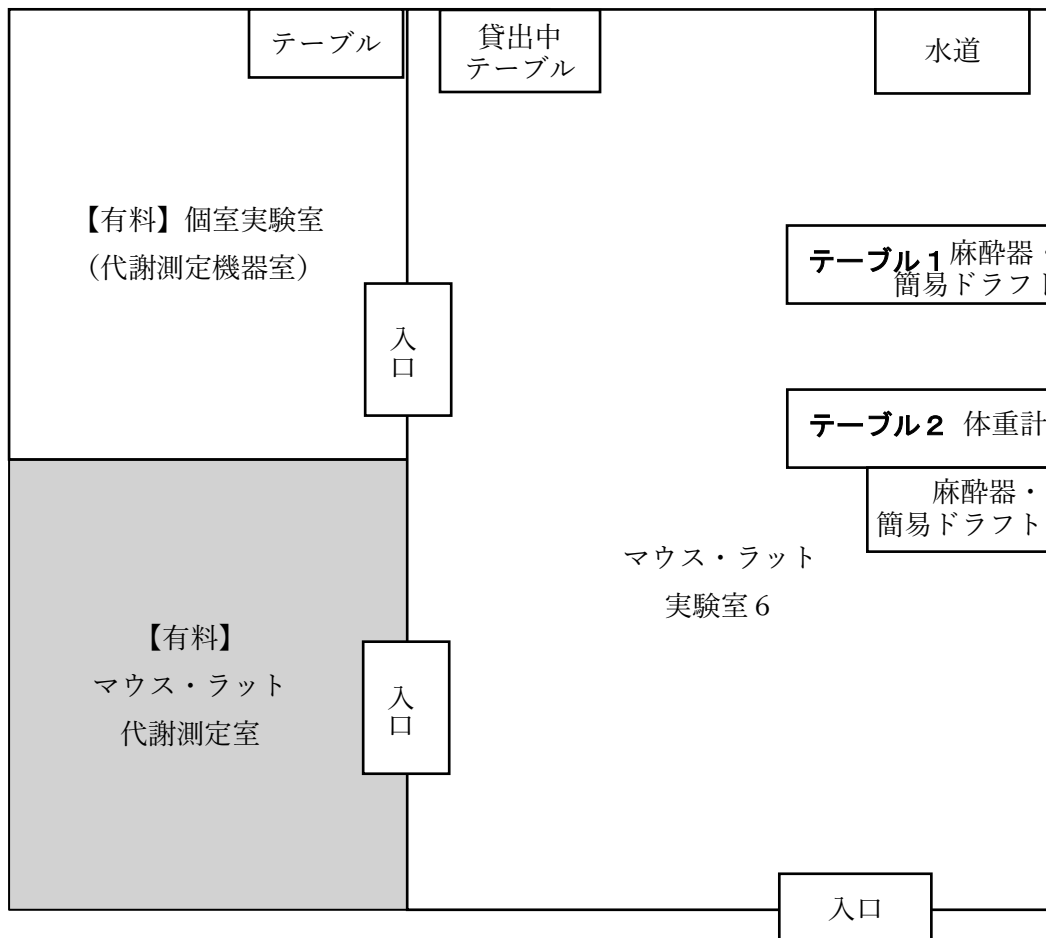 テーブル
貸出中
テーブル
水道
【有料】個室実験室
（代謝測定機器室）
テーブル１ 麻酔器・
簡易ドラフト
入口
テーブル２ 体重計
麻酔器・
簡易ドラフト
マウス・ラット
実験室６
【有料】
マウス・ラット
代謝測定室
入口
入口